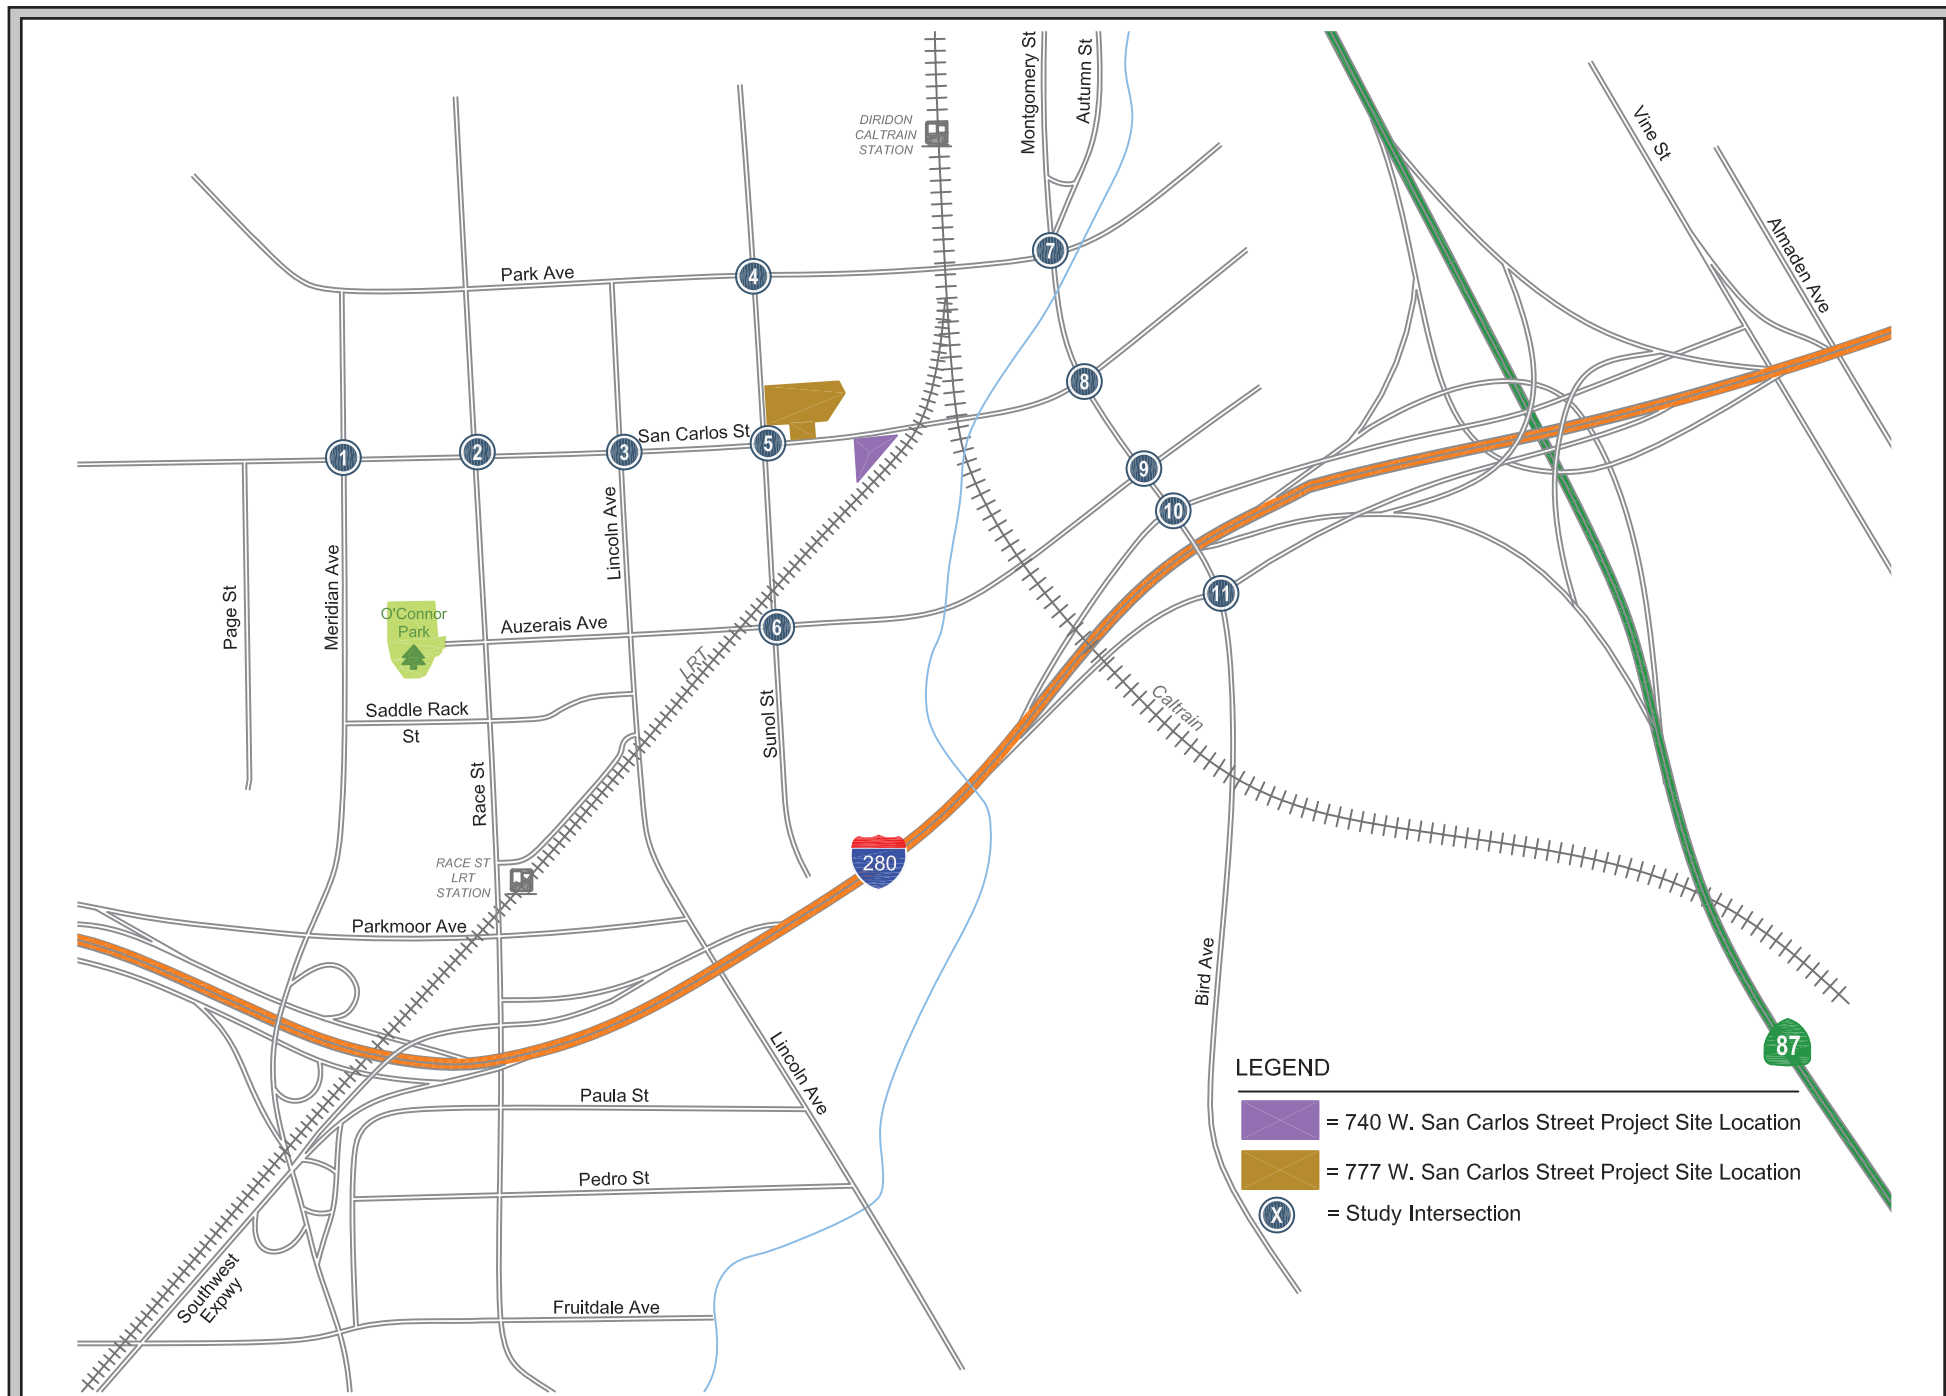 Montgomery St
Autumn St
DIRIDON
CALTRAIN
STATION
Vine St
Almaden Ave
Park Ave
4
7
8
San Carlos St
1
2
3
5
9
10
11
6
Lincoln Ave
Meridian Ave
Page St
O'Connor
Park
Auzerais Ave
LRT
Caltrain
Saddle Rack
St
Sunol St
Race St
RACE ST
LRT
STATION
280
Parkmoor Ave
Bird Ave
Lincoln Ave
87
Paula St
Pedro St
Southwest
Expwy
Fruitdale Ave
LEGEND
= 740 W. San Carlos Street Project Site Location
= 777 W. San Carlos Street Project Site Location
X = Study Intersection